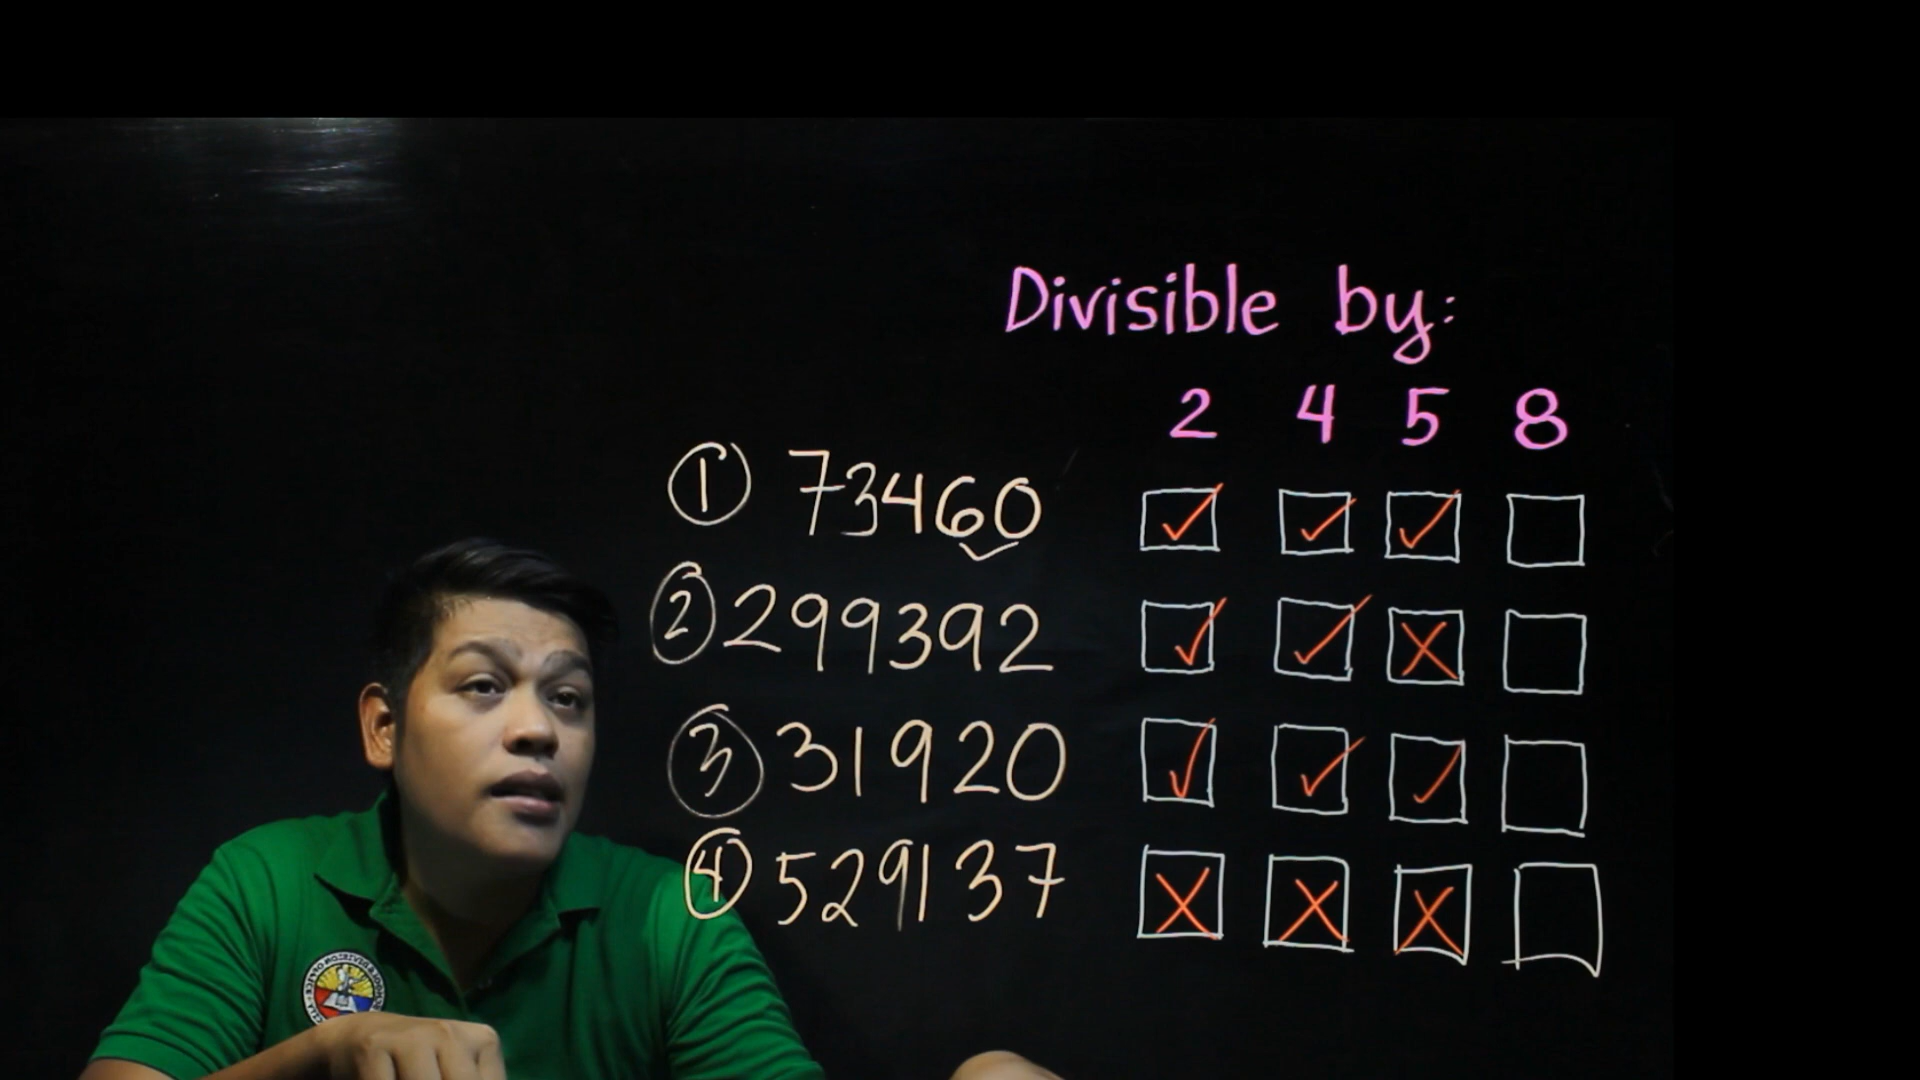 Divisible by:
2 4 5 8
① 73460 ✓ ✓ ✓
② 299392 ✓ ✓ X
③ 31920 ✓ ✓ ✓
④ 529137 X X X